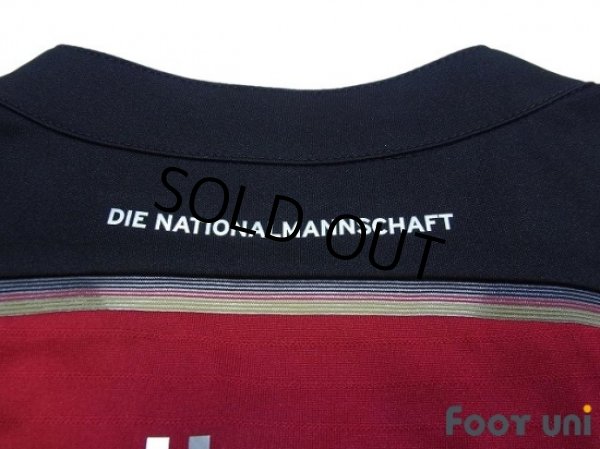 SOLD OUT
DIE NATIONALMANNSCHAFT
Foot uni